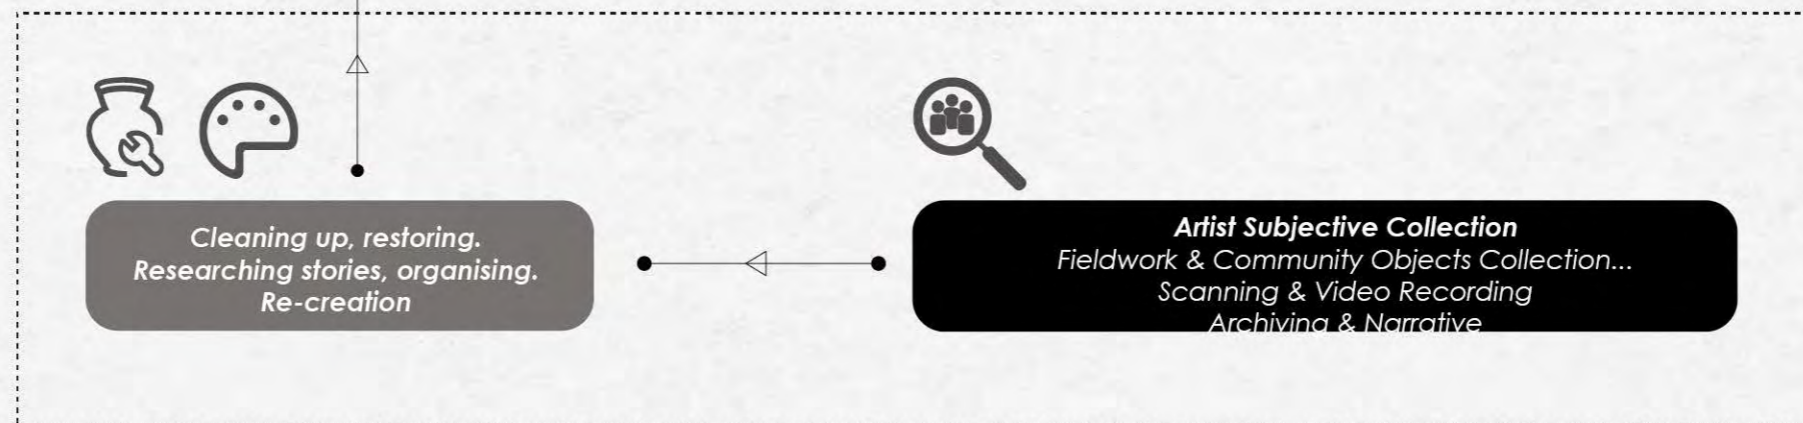 Cleaning up, restoring.
Researching stories, organising.
Re-creation
Artist Subjective Collection
Fieldwork & Community Objects Collection...
Scanning & Video Recording
Archiving & Narrative